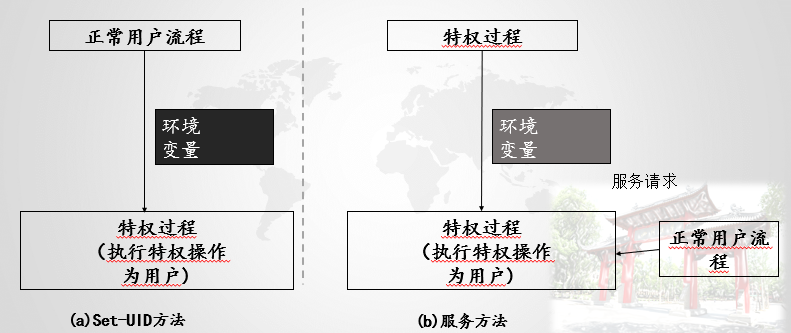 正常用户流程
环境
变量
特权过程
(执行特权操作
为用户)
(a)Set-UID方法
特权过程
环境
变量
服务请求
特权过程
(执行特权操作
为用户)
正常用户流
程
(b)服务方法